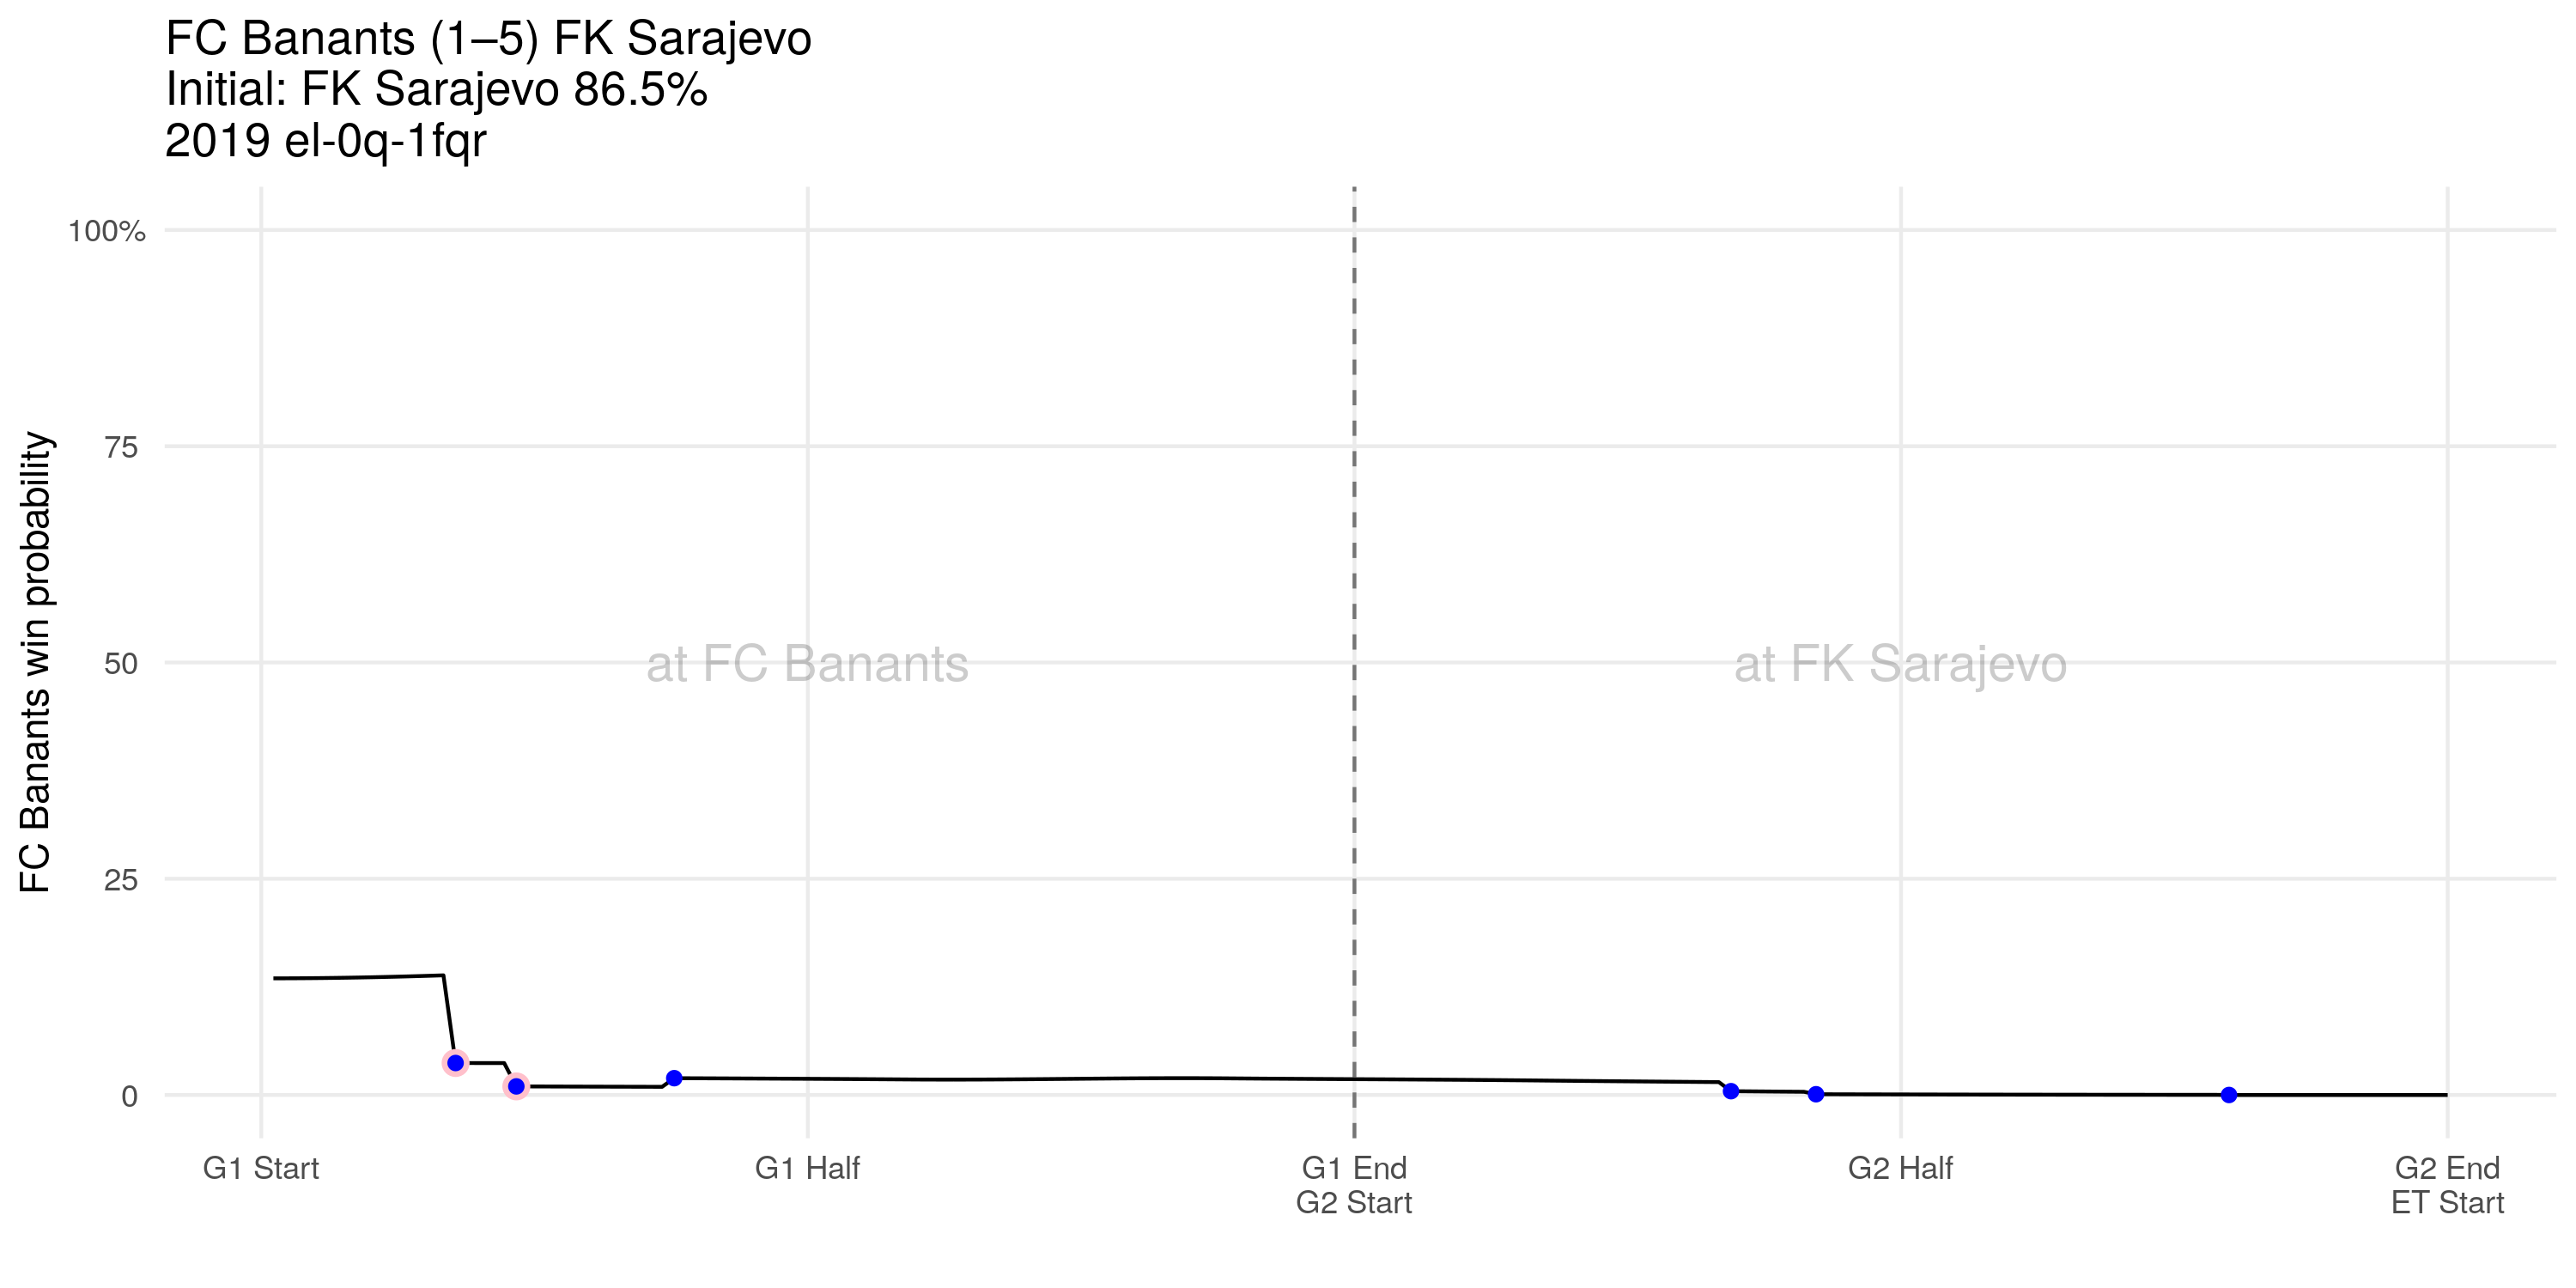 FC Banants (1–5) FK Sarajevo
Initial: FK Sarajevo 86.5%
2019 el-0q-1fqr
FC Banants win probability
100%
75
50
25
0
at FC Banants
at FK Sarajevo
G1 Start
G1 Half
G1 End
G2 Start
G2 Half
G2 End
ET Start